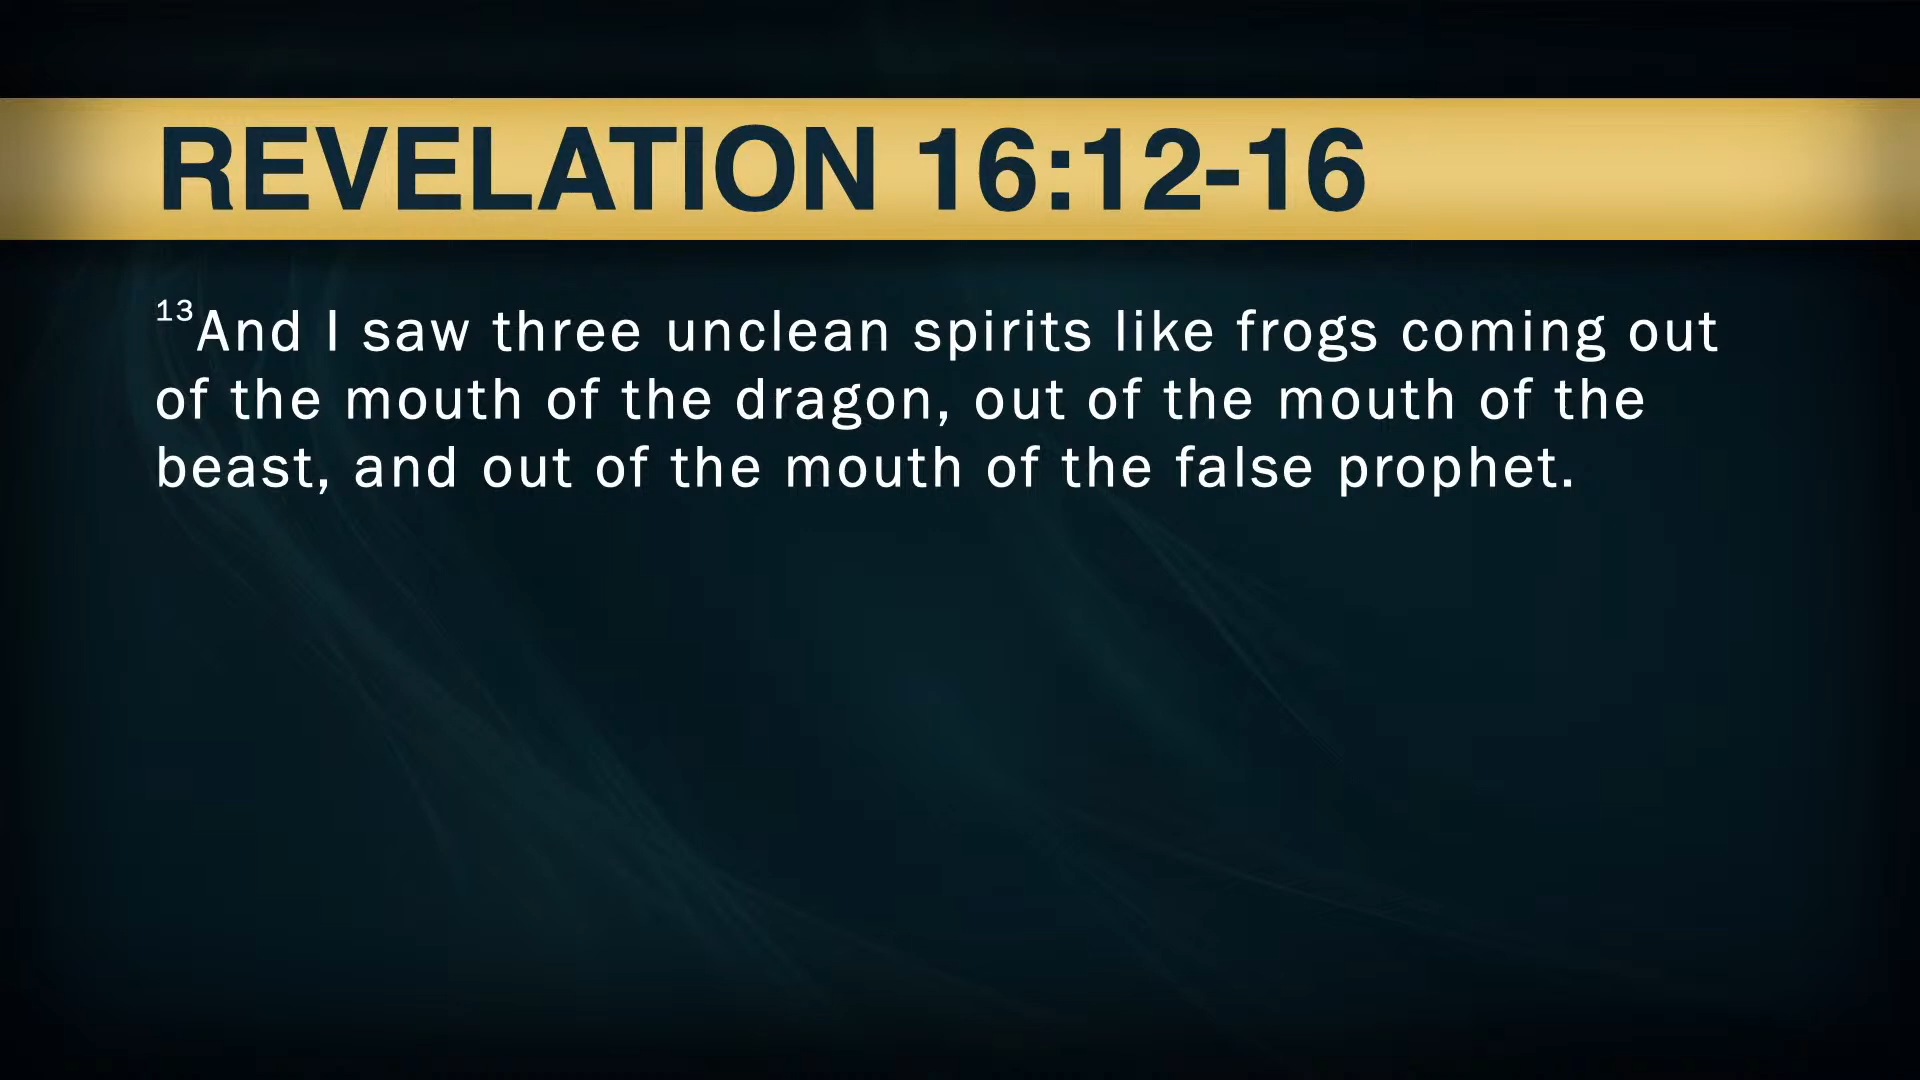 REVELATION 16:12-16
13And I saw three unclean spirits like frogs coming out
of the mouth of the dragon, out of the mouth of the
beast, and out of the mouth of the false prophet.